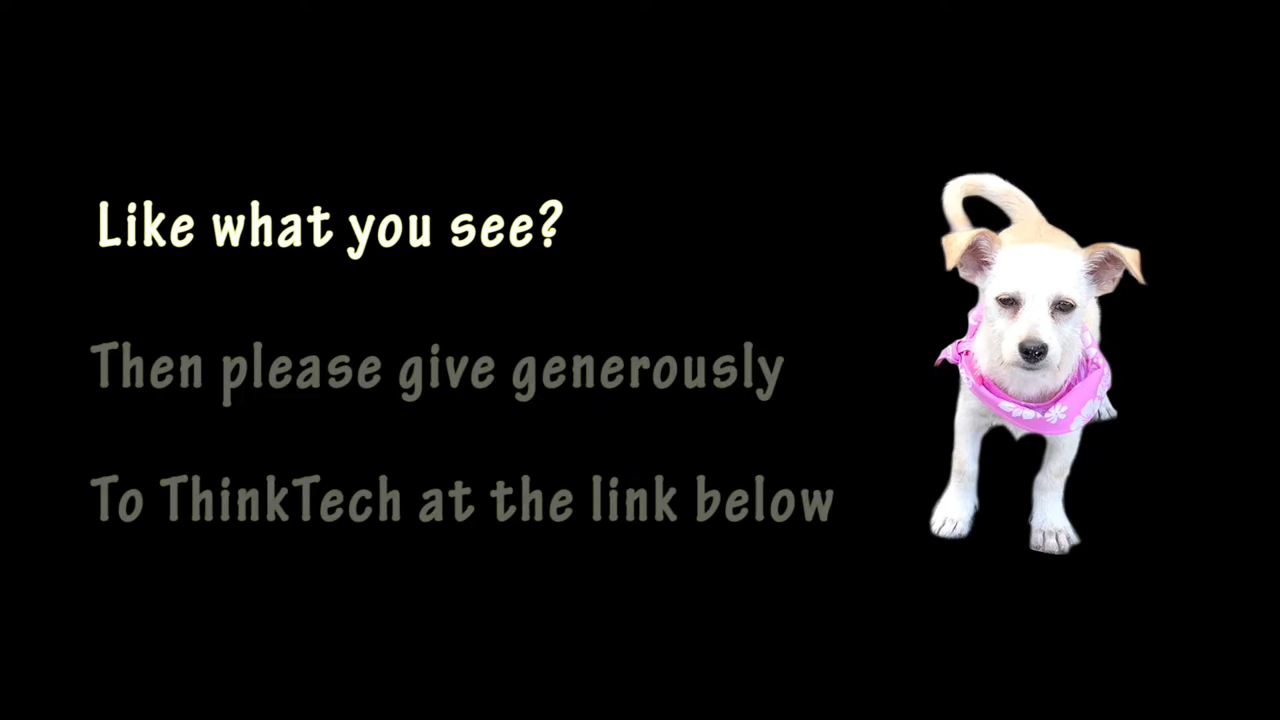 Like what you see?
Then please give generously
To ThinkTech at the link below